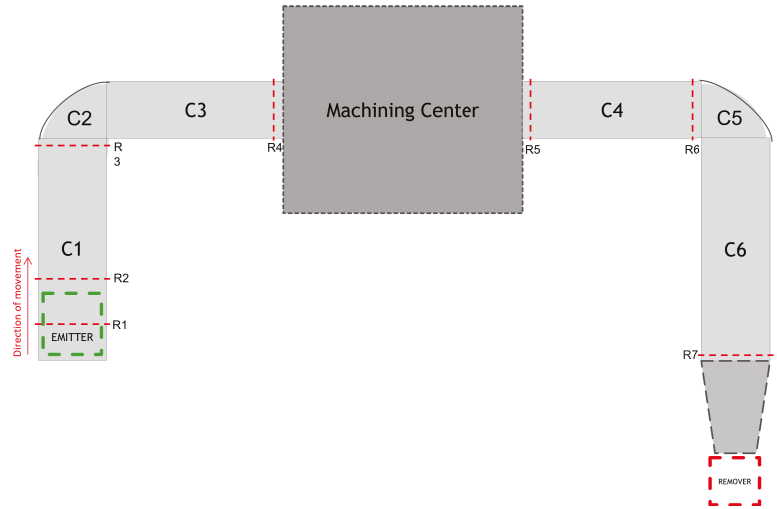 Machining Center
C2
C3
C4
C5
R
3
R4
R5
R6
C1
C6
Direction of movement
R2
R1
EMITTER
R7
REMOVER